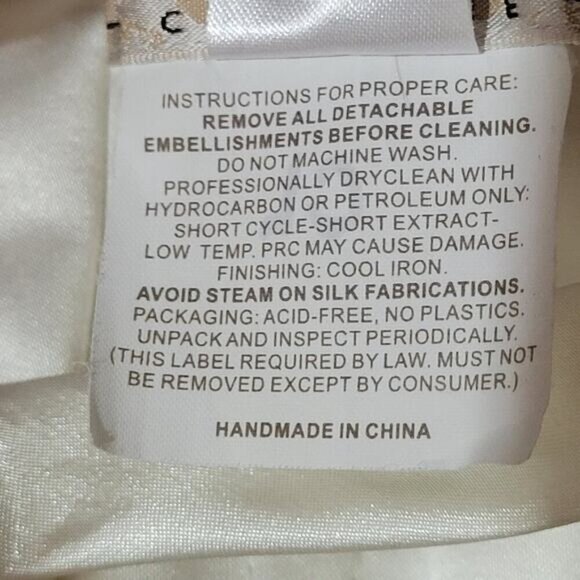 INSTRUCTIONS FOR PROPER CARE:
REMOVE ALL DETACHABLE
EMBELLISHMENTS BEFORE CLEANING.
DO NOT MACHINE WASH.
PROFESSIONALLY DRYCLEAN WITH
HYDROCARBON OR PETROLEUM ONLY:
SHORT CYCLE-SHORT EXTRACT-
LOW TEMP. PRC MAY CAUSE DAMAGE.
FINISHING: COOL IRON.
AVOID STEAM ON SILK FABRICATIONS.
PACKAGING: ACID-FREE, NO PLASTICS.
UNPACK AND INSPECT PERIODICALLY.
(THIS LABEL REQUIRED BY LAW. MUST NOT
BE REMOVED EXCEPT BY CONSUMER.)
HANDMADE IN CHINA